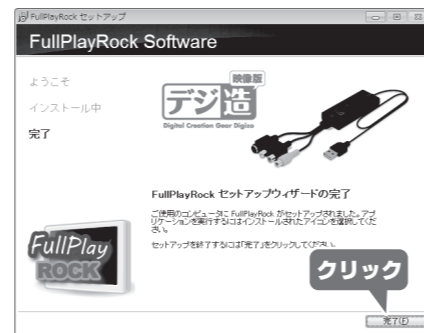 FullPlayRock セットアップ
FullPlayRock Software
ようこそ
インストール中
完了
映像版
デジ造
Digital Creation Gear Digizo
FullPlayRock セットアップウィザードの完了
ご使用のコンピュータに FullPlayRock がセットアップされました。アプ
リケーションを実行するにはインストールされたアイコンを選択してくだ
さい。
セットアップを終了するには「完了」をクリックしてください。
FullPlay
ROCK
クリック
完了(F)